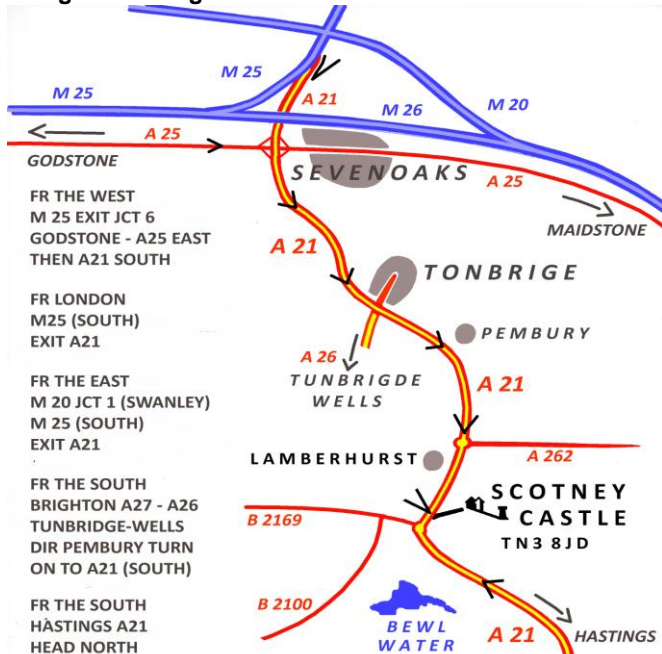 M 25
M 25
A 21
M 26
M 20
A 25
GODSTONE
SEVENOAKS
A 25
MAIDSTONE
FR THE WEST
M 25 EXIT JCT 6
GODSTONE - A25 EAST
THEN A21 SOUTH
A 21
TONBRIGE
FR LONDON
M25 (SOUTH)
EXIT A21
PEMBURY
A 26
TUNBRIGDE
WELLS
A 21
FR THE EAST
M 20 JCT 1 (SWANLEY)
M 25 (SOUTH)
EXIT A21
LAMBERHURST
A 262
FR THE SOUTH
BRIGHTON A27 - A26
TUNBRIDGE-WELLS
DIR PEMBURY TURN
ON TO A21 (SOUTH)
B 2169
SCOTNEY
CASTLE
TN3 8JD
FR THE SOUTH
HASTINGS A21
HEAD NORTH
B 2100
BEWL
WATER
A 21
HASTINGS